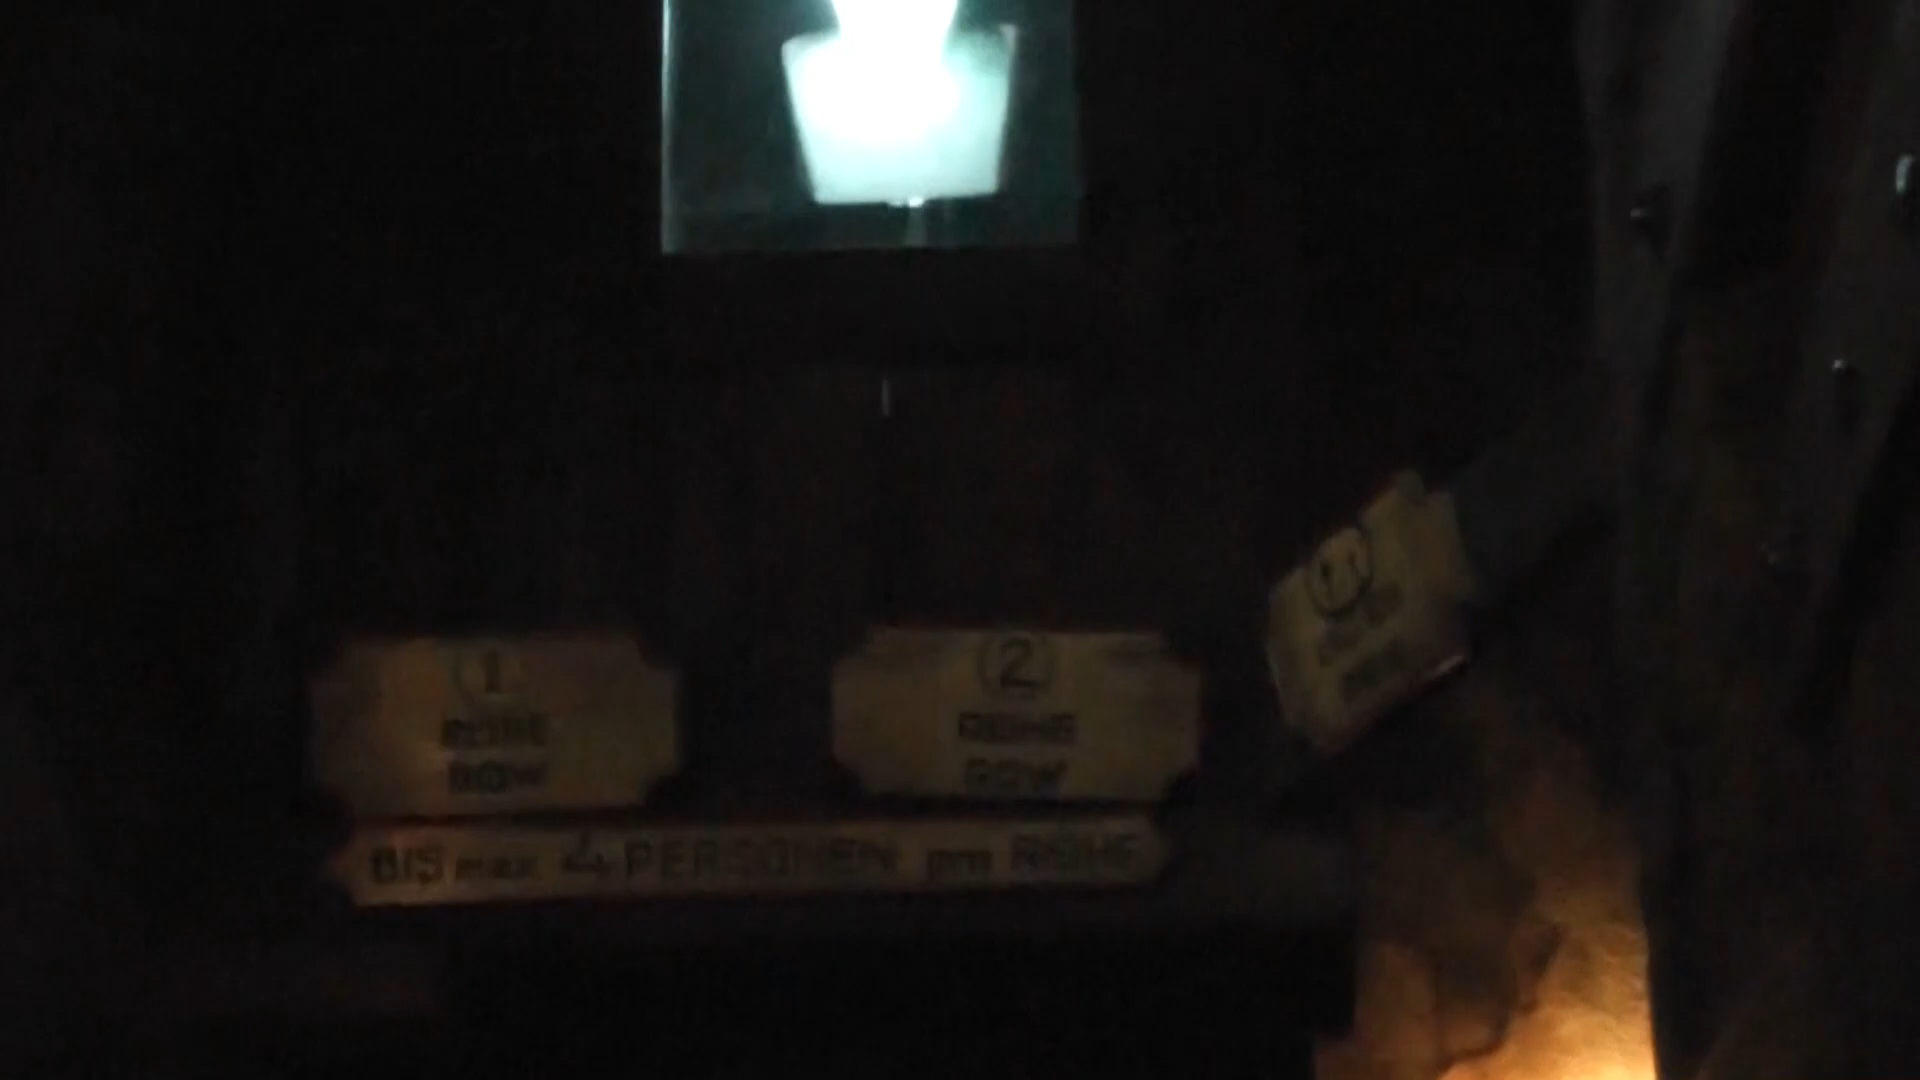 1
REIHE
ROW
2
REIHE
ROW
BIS max. 4 PERSONEN pro REIHE